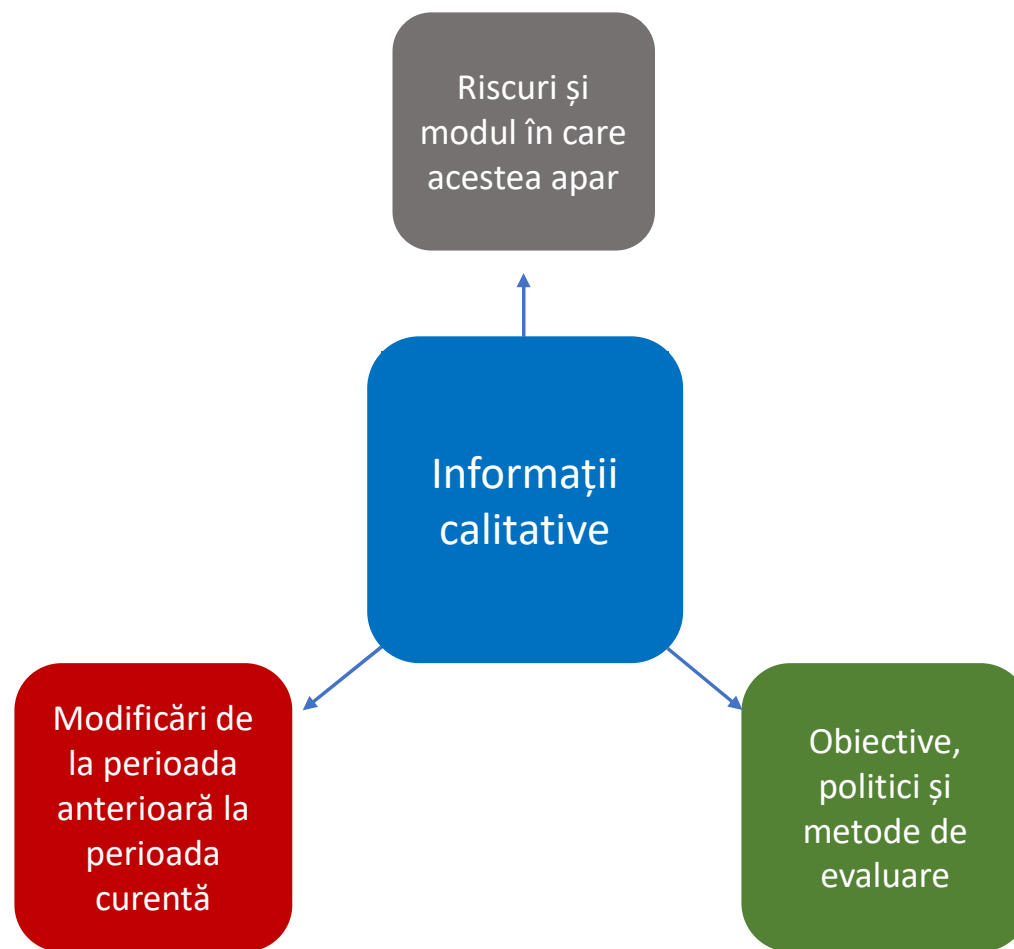 Riscuri și
modul în care
acestea apar
Informații
calitative
Modificări de
la perioada
anterioară la
perioada
curentă
Obiective,
politici și
metode de
evaluare